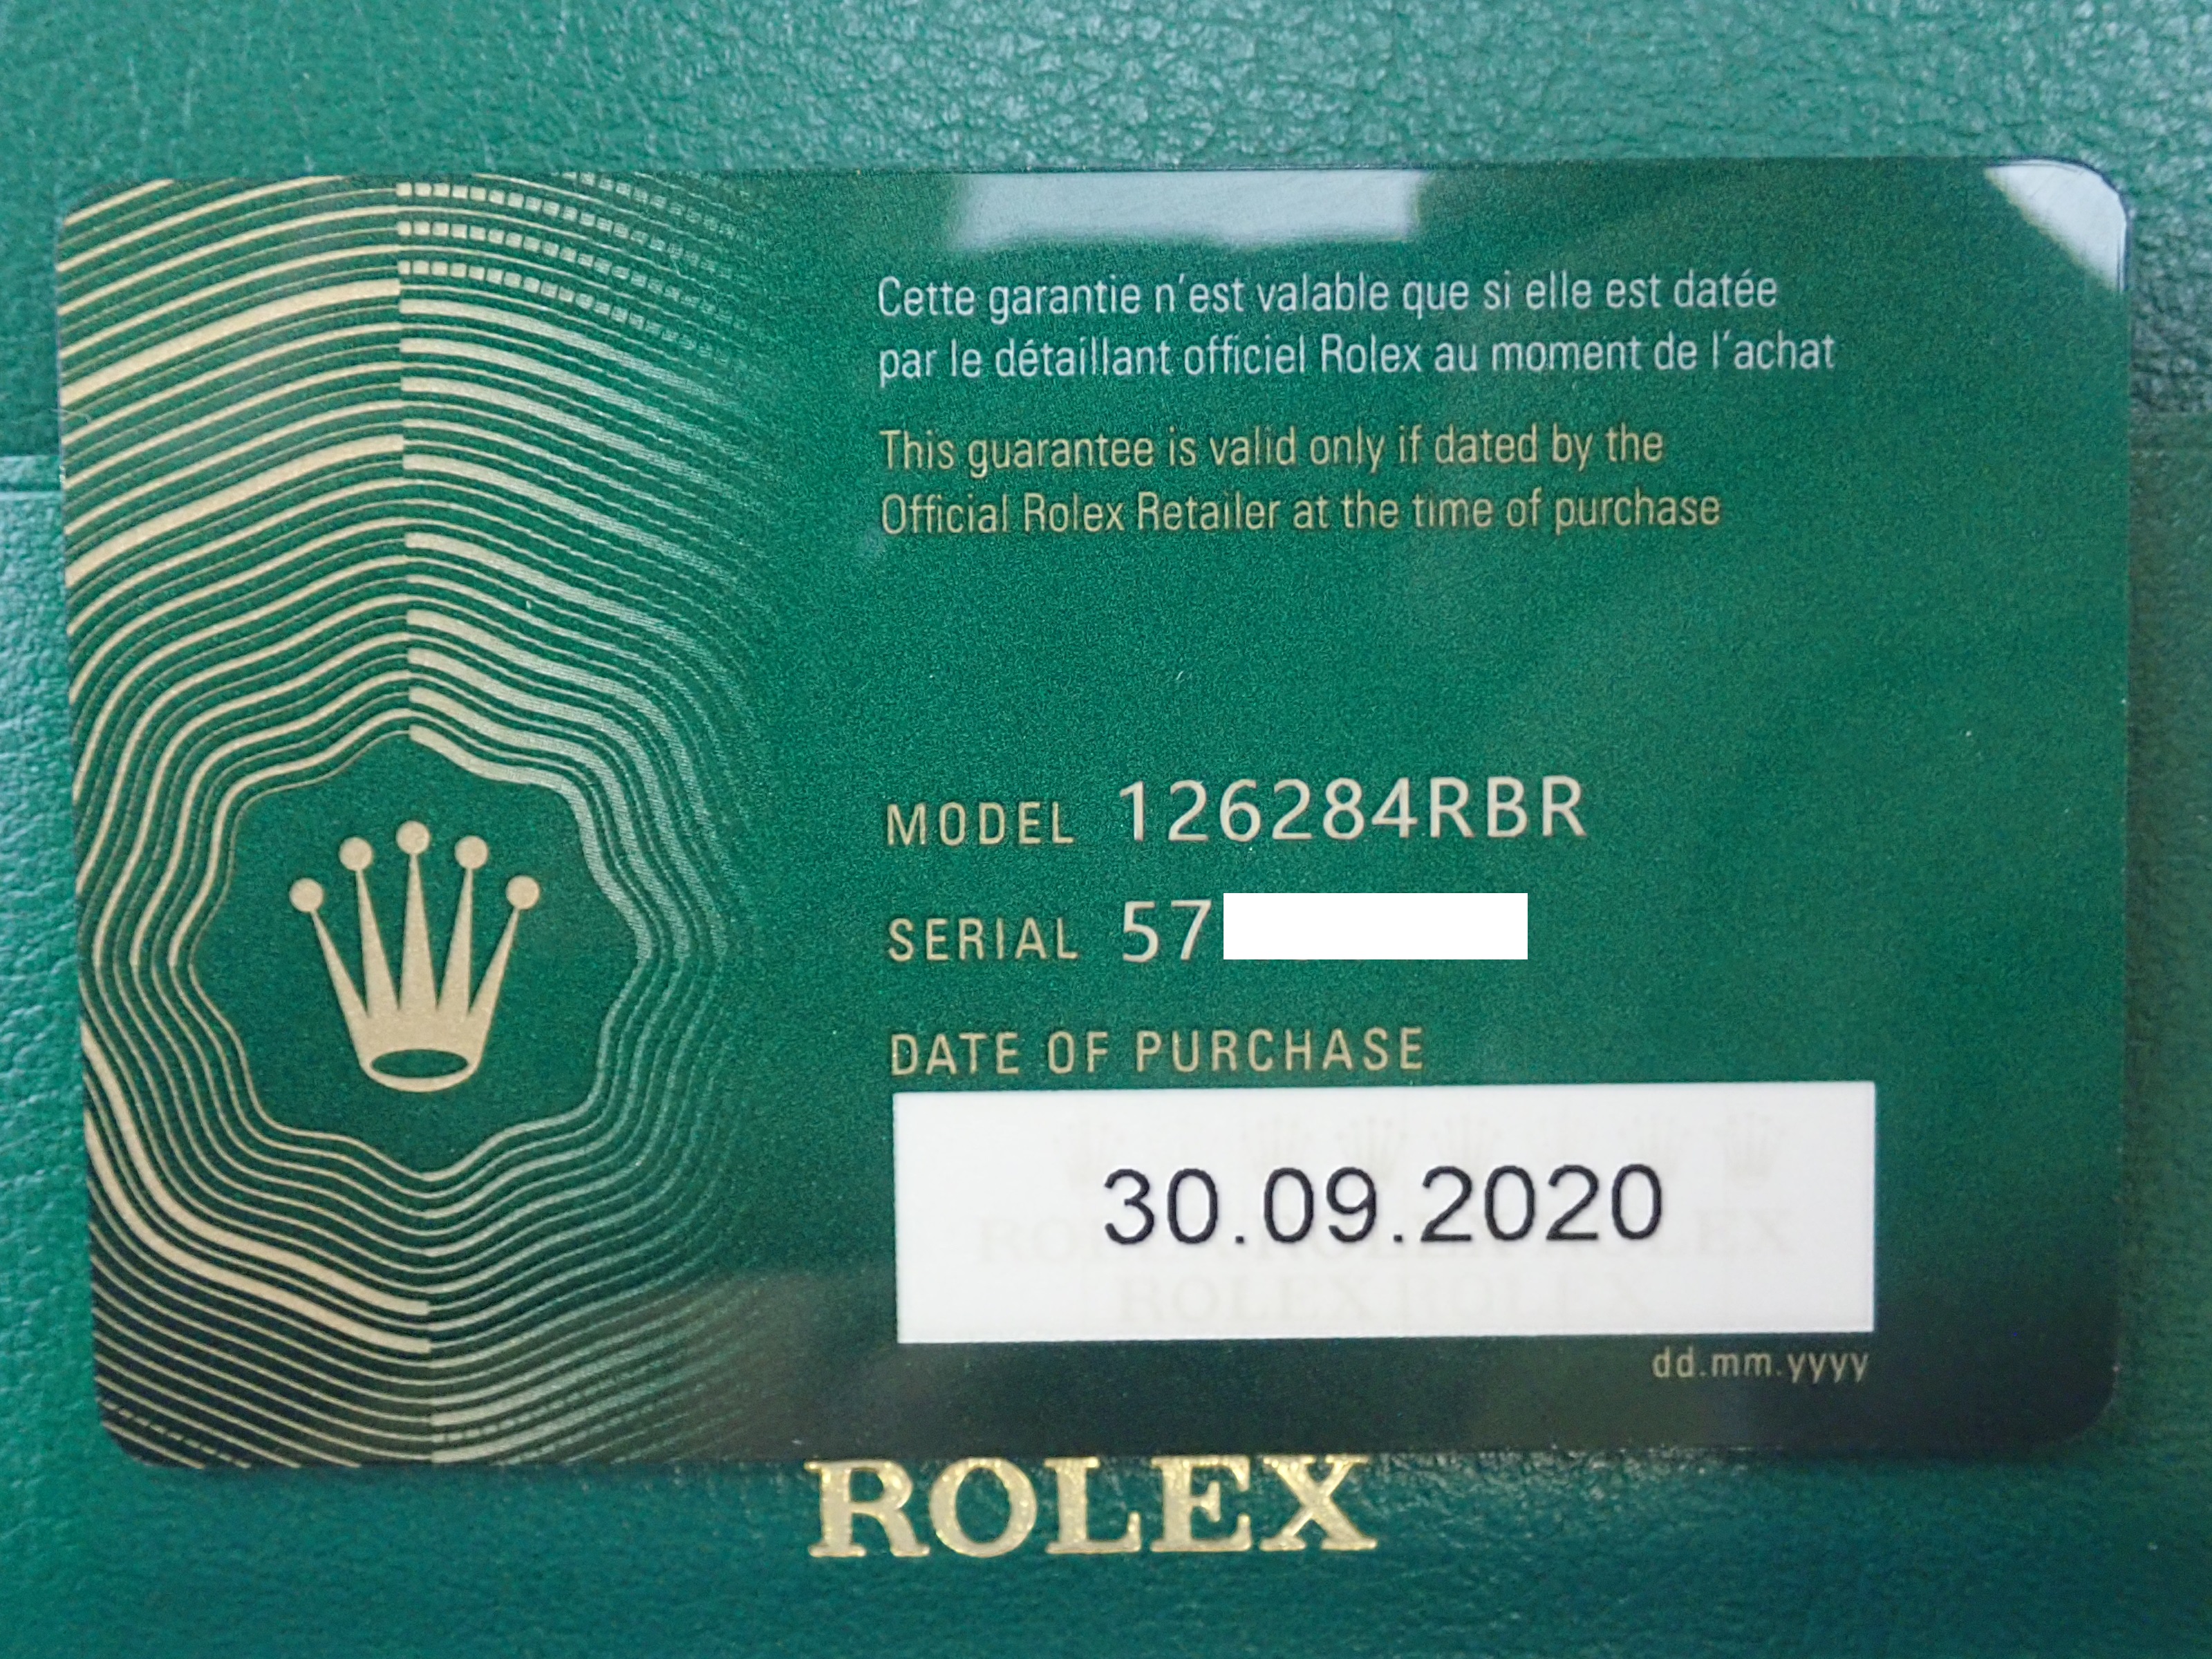 Cette garantie n'est valable que si elle est datée
par le détaillant officiel Rolex au moment de l'achat
This guarantee is valid only if dated by the
Official Rolex Retailer at the time of purchase
MODEL 126284RBR
SERIAL 57
DATE OF PURCHASE
30.09.2020
dd.mm.yyyy
ROLEX